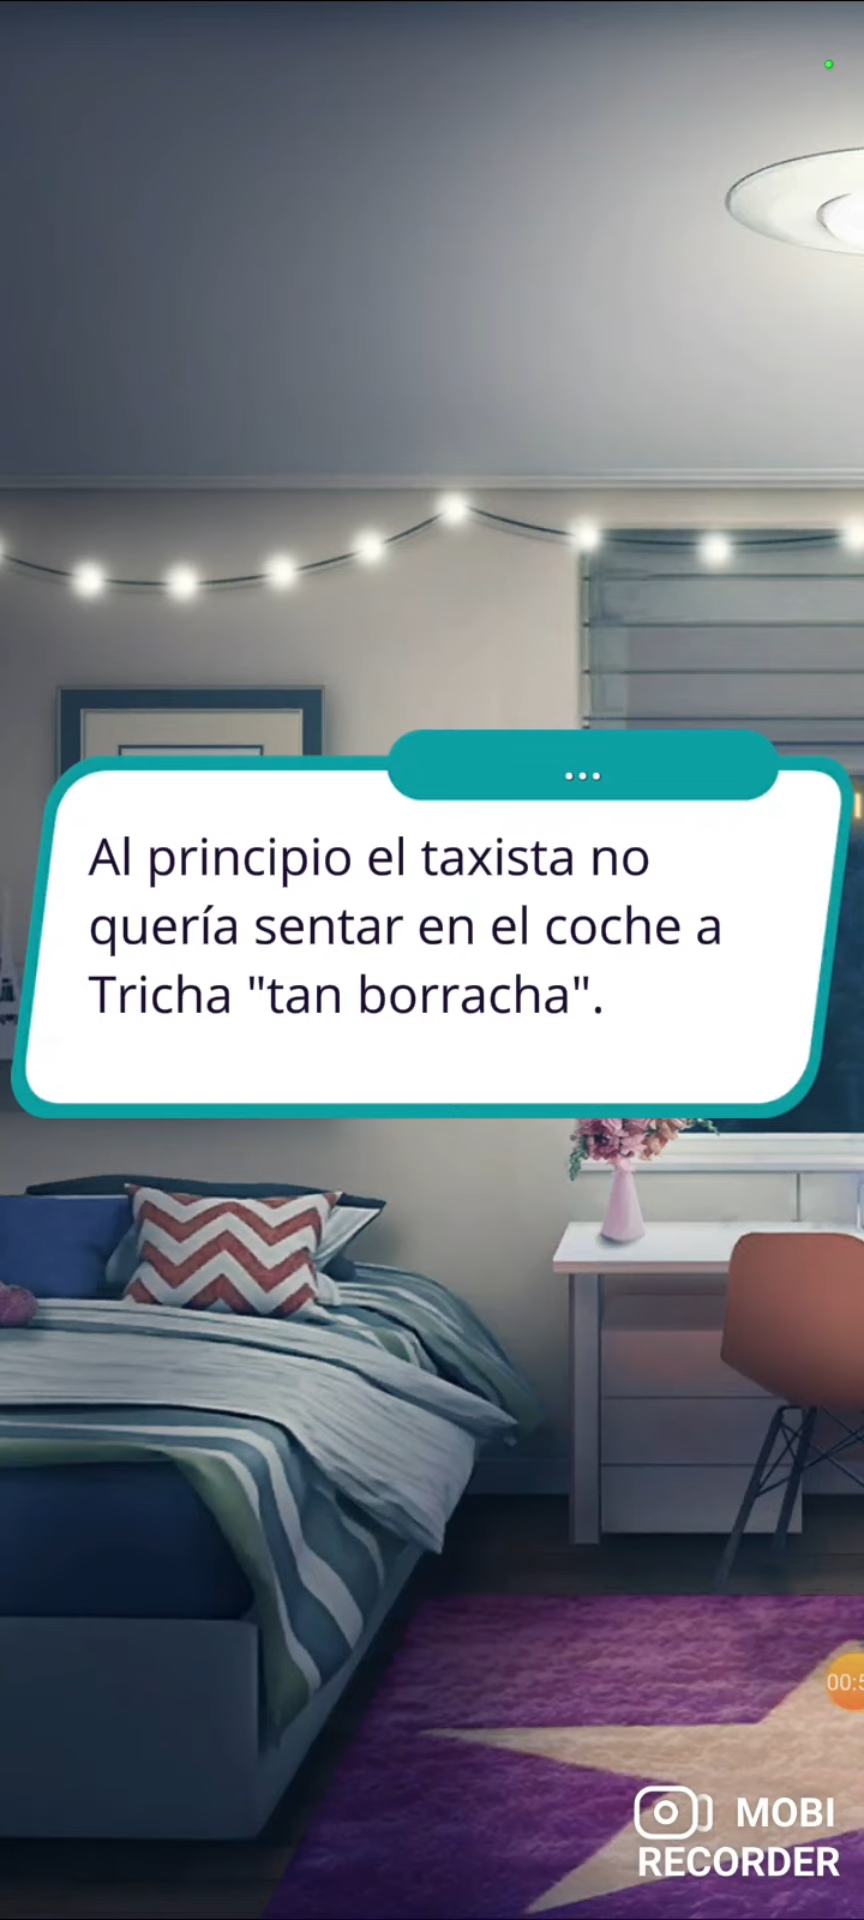 ...
Al principio el taxista no
quería sentar en el coche a
Tricha "tan borracha".
MOBI
RECORDER